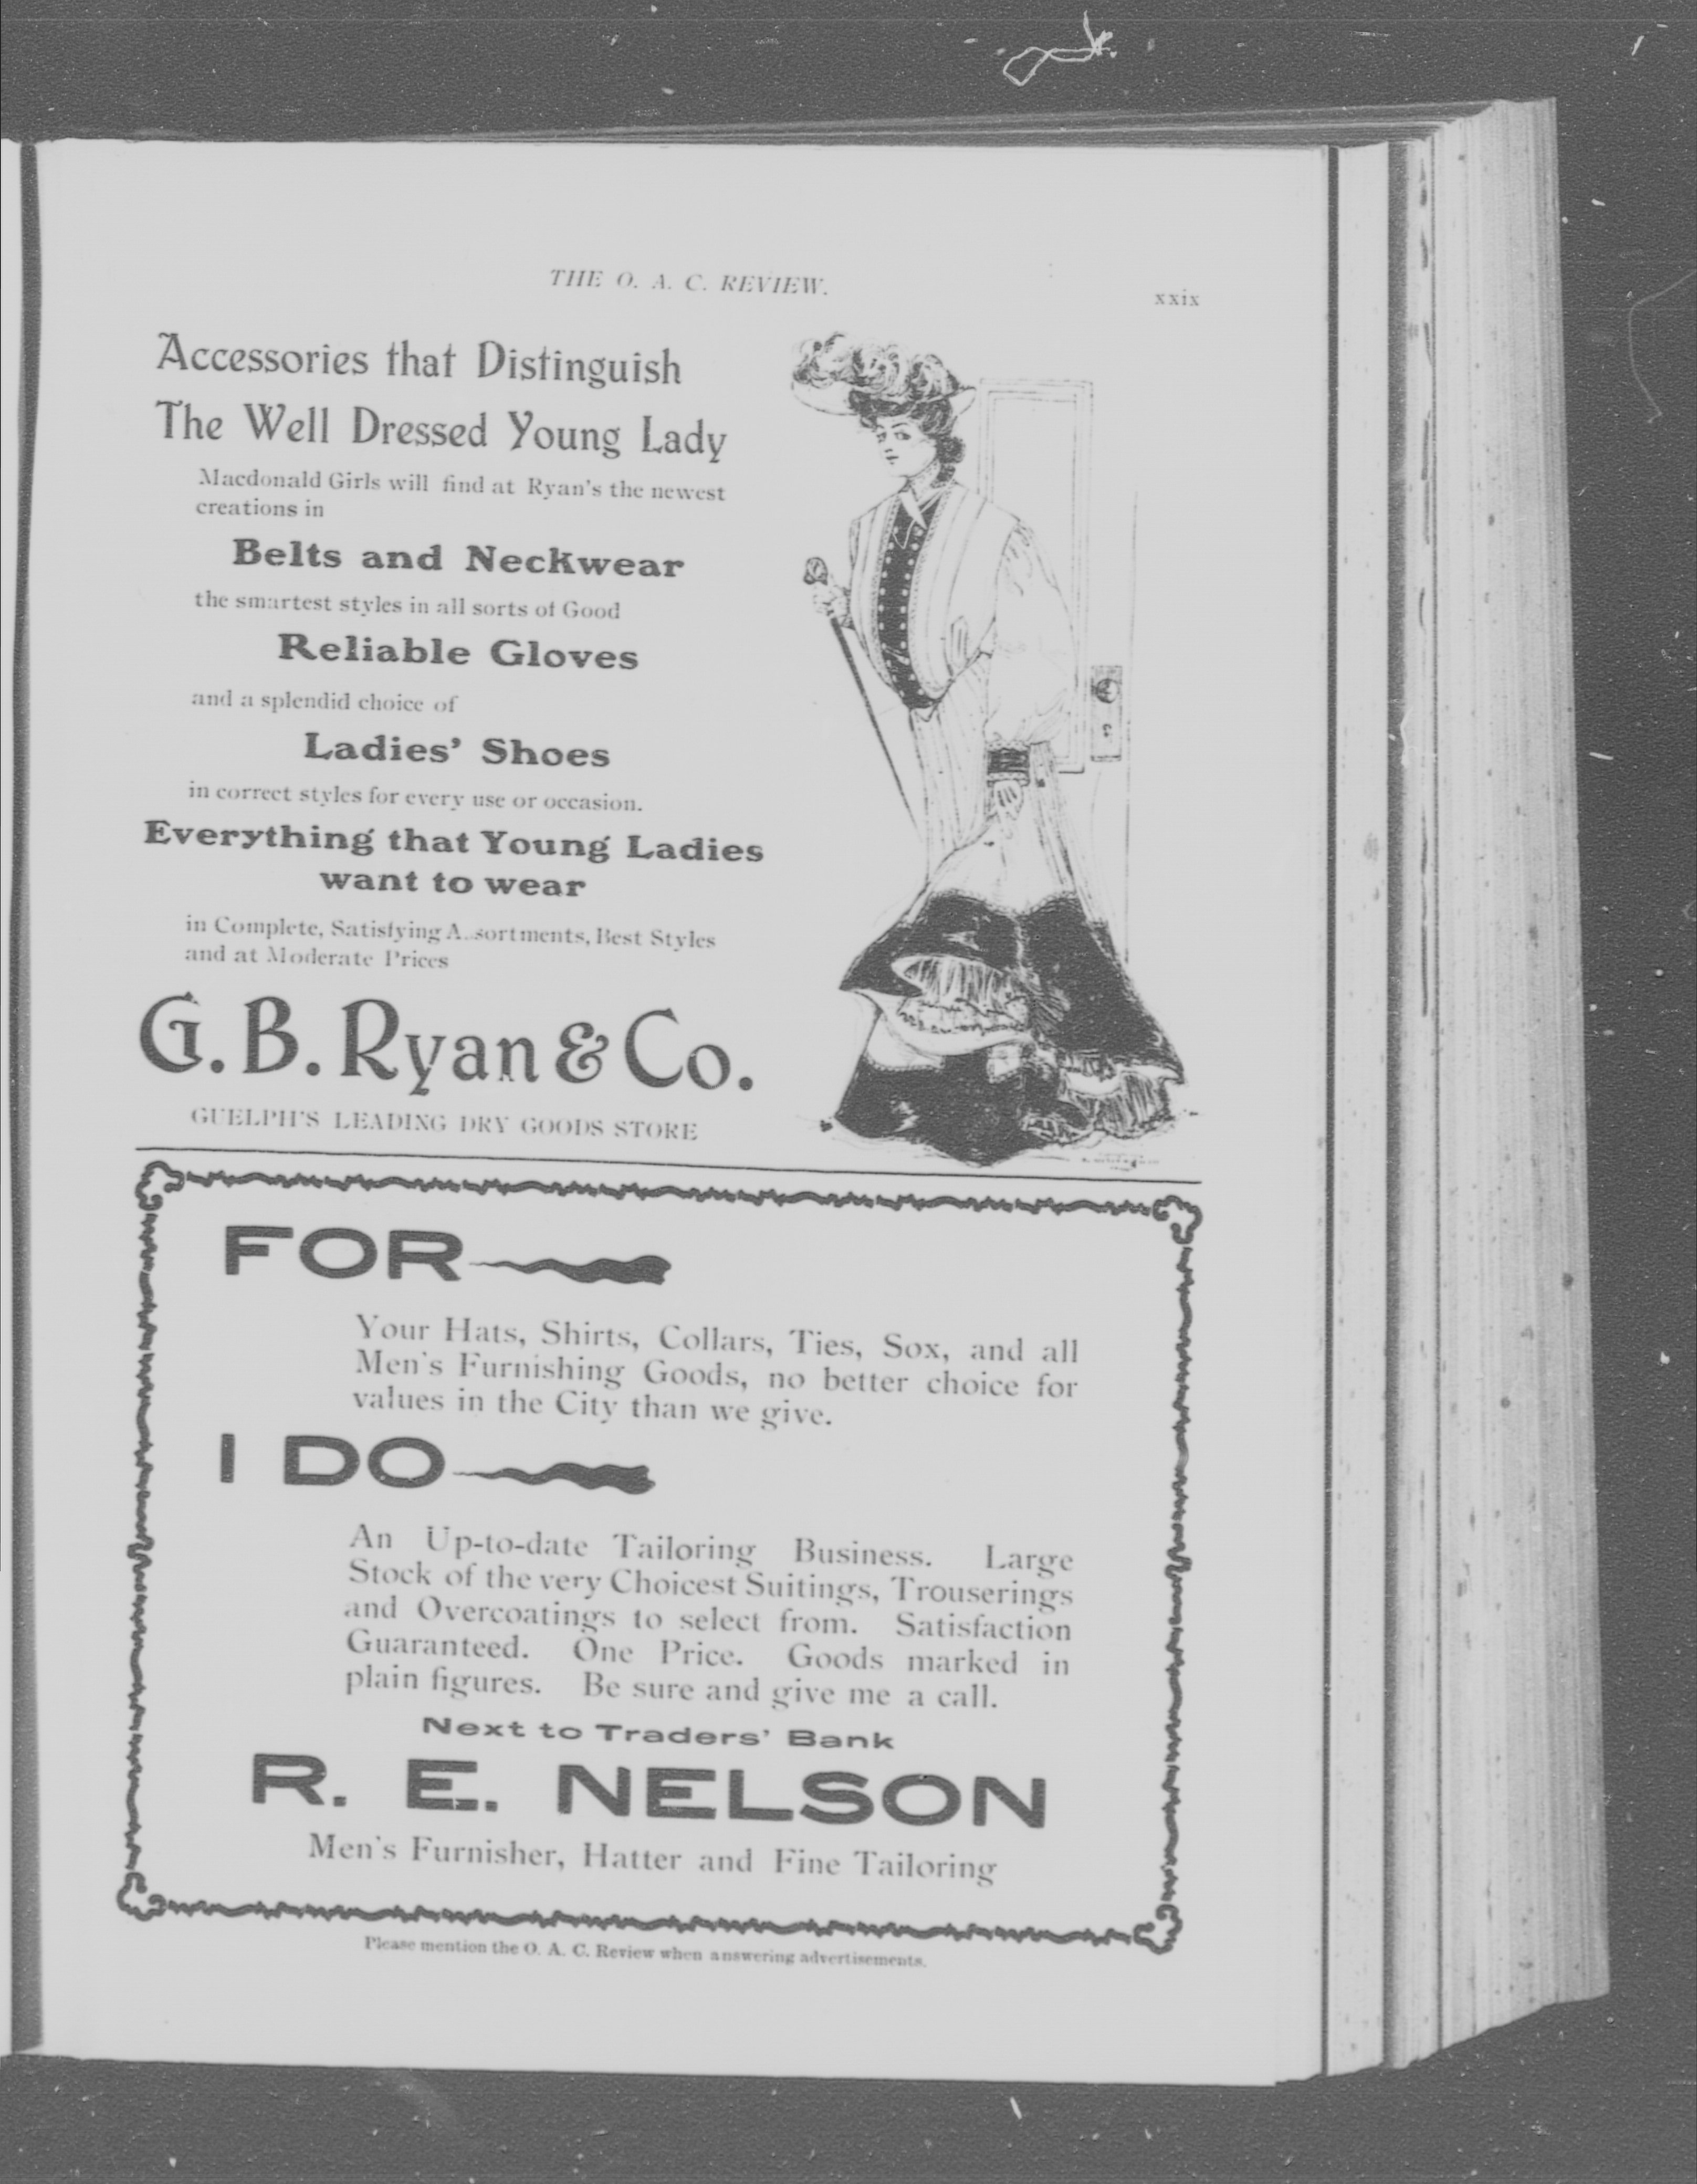 THE O. A. C. REVIEW.
xxix
Accessories that Distinguish
The Well Dressed Young Lady
Macdonald Girls will find at Ryan's the newest
creations in
Belts and Neckwear
the smartest styles in all sorts of Good
Reliable Gloves
and a splendid choice of
Ladies' Shoes
in correct styles for every use or occasion.
Everything that Young Ladies
want to wear
in Complete, Satisfying A.sortments, Best Styles
and at Moderate Prices
G. B. Ryan & Co.
GUELPH'S LEADING DRY GOODS STORE
FOR
Your Hats, Shirts, Collars, Ties, Sox, and all
Men's Furnishing Goods, no better choice for
values in the City than we give.
I DO
An Up-to-date Tailoring Business. Large
Stock of the very Choicest Suitings, Trouserings
and Overcoatings to select from. Satisfaction
Guaranteed. One Price. Goods marked in
plain figures. Be sure and give me a call.
Next to Traders' Bank
R. E. NELSON
Men's Furnisher, Hatter and Fine Tailoring
Please mention the O. A. C. Review when answering advertisements.